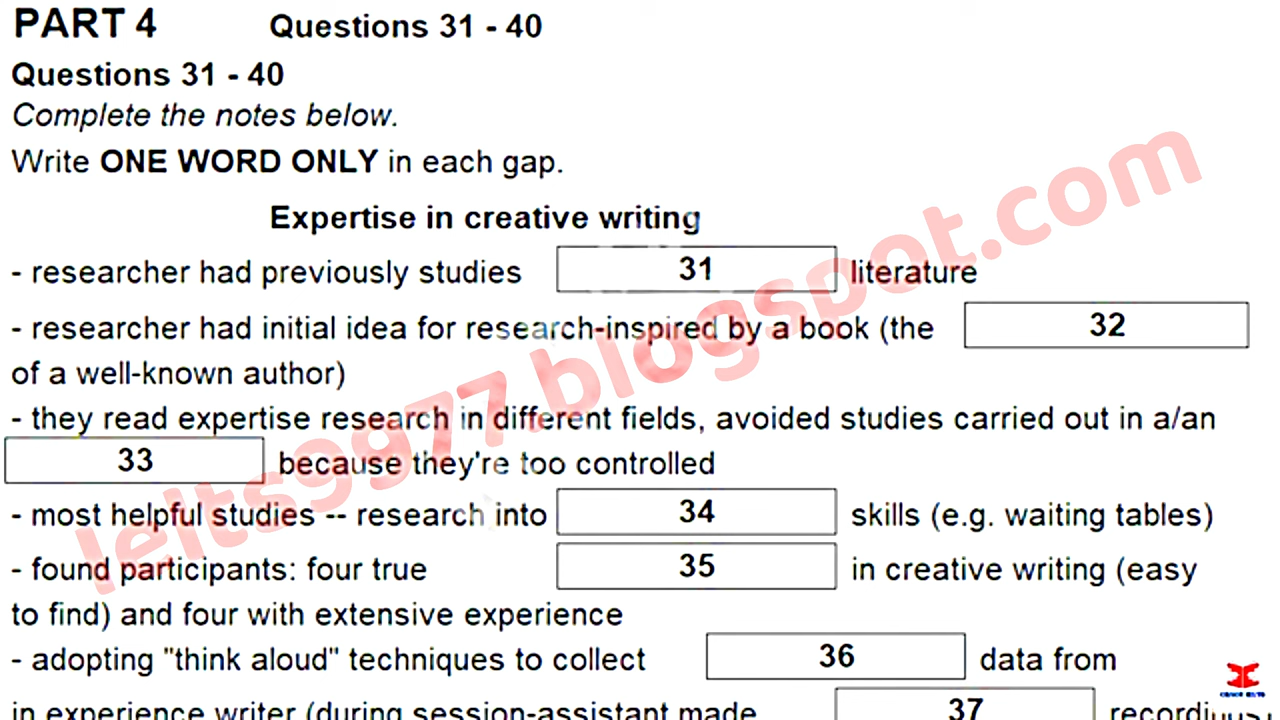 PART 4 Questions 31 - 40
Questions 31 - 40
Complete the notes below.
Write ONE WORD ONLY in each gap.
Expertise in creative writing
- researcher had previously studies 31 literature
- researcher had initial idea for research-inspired by a book (the 32
of a well-known author)
- they read expertise research in different fields, avoided studies carried out in a/an
33 because they're too controlled
- most helpful studies -- research into 34 skills (e.g. waiting tables)
- found participants: four true 35 in creative writing (easy
to find) and four with extensive experience
- adopting "think aloud" techniques to collect 36 data from
in experience writer (during session-assistant made 37
Ielts9977.blogspot.com